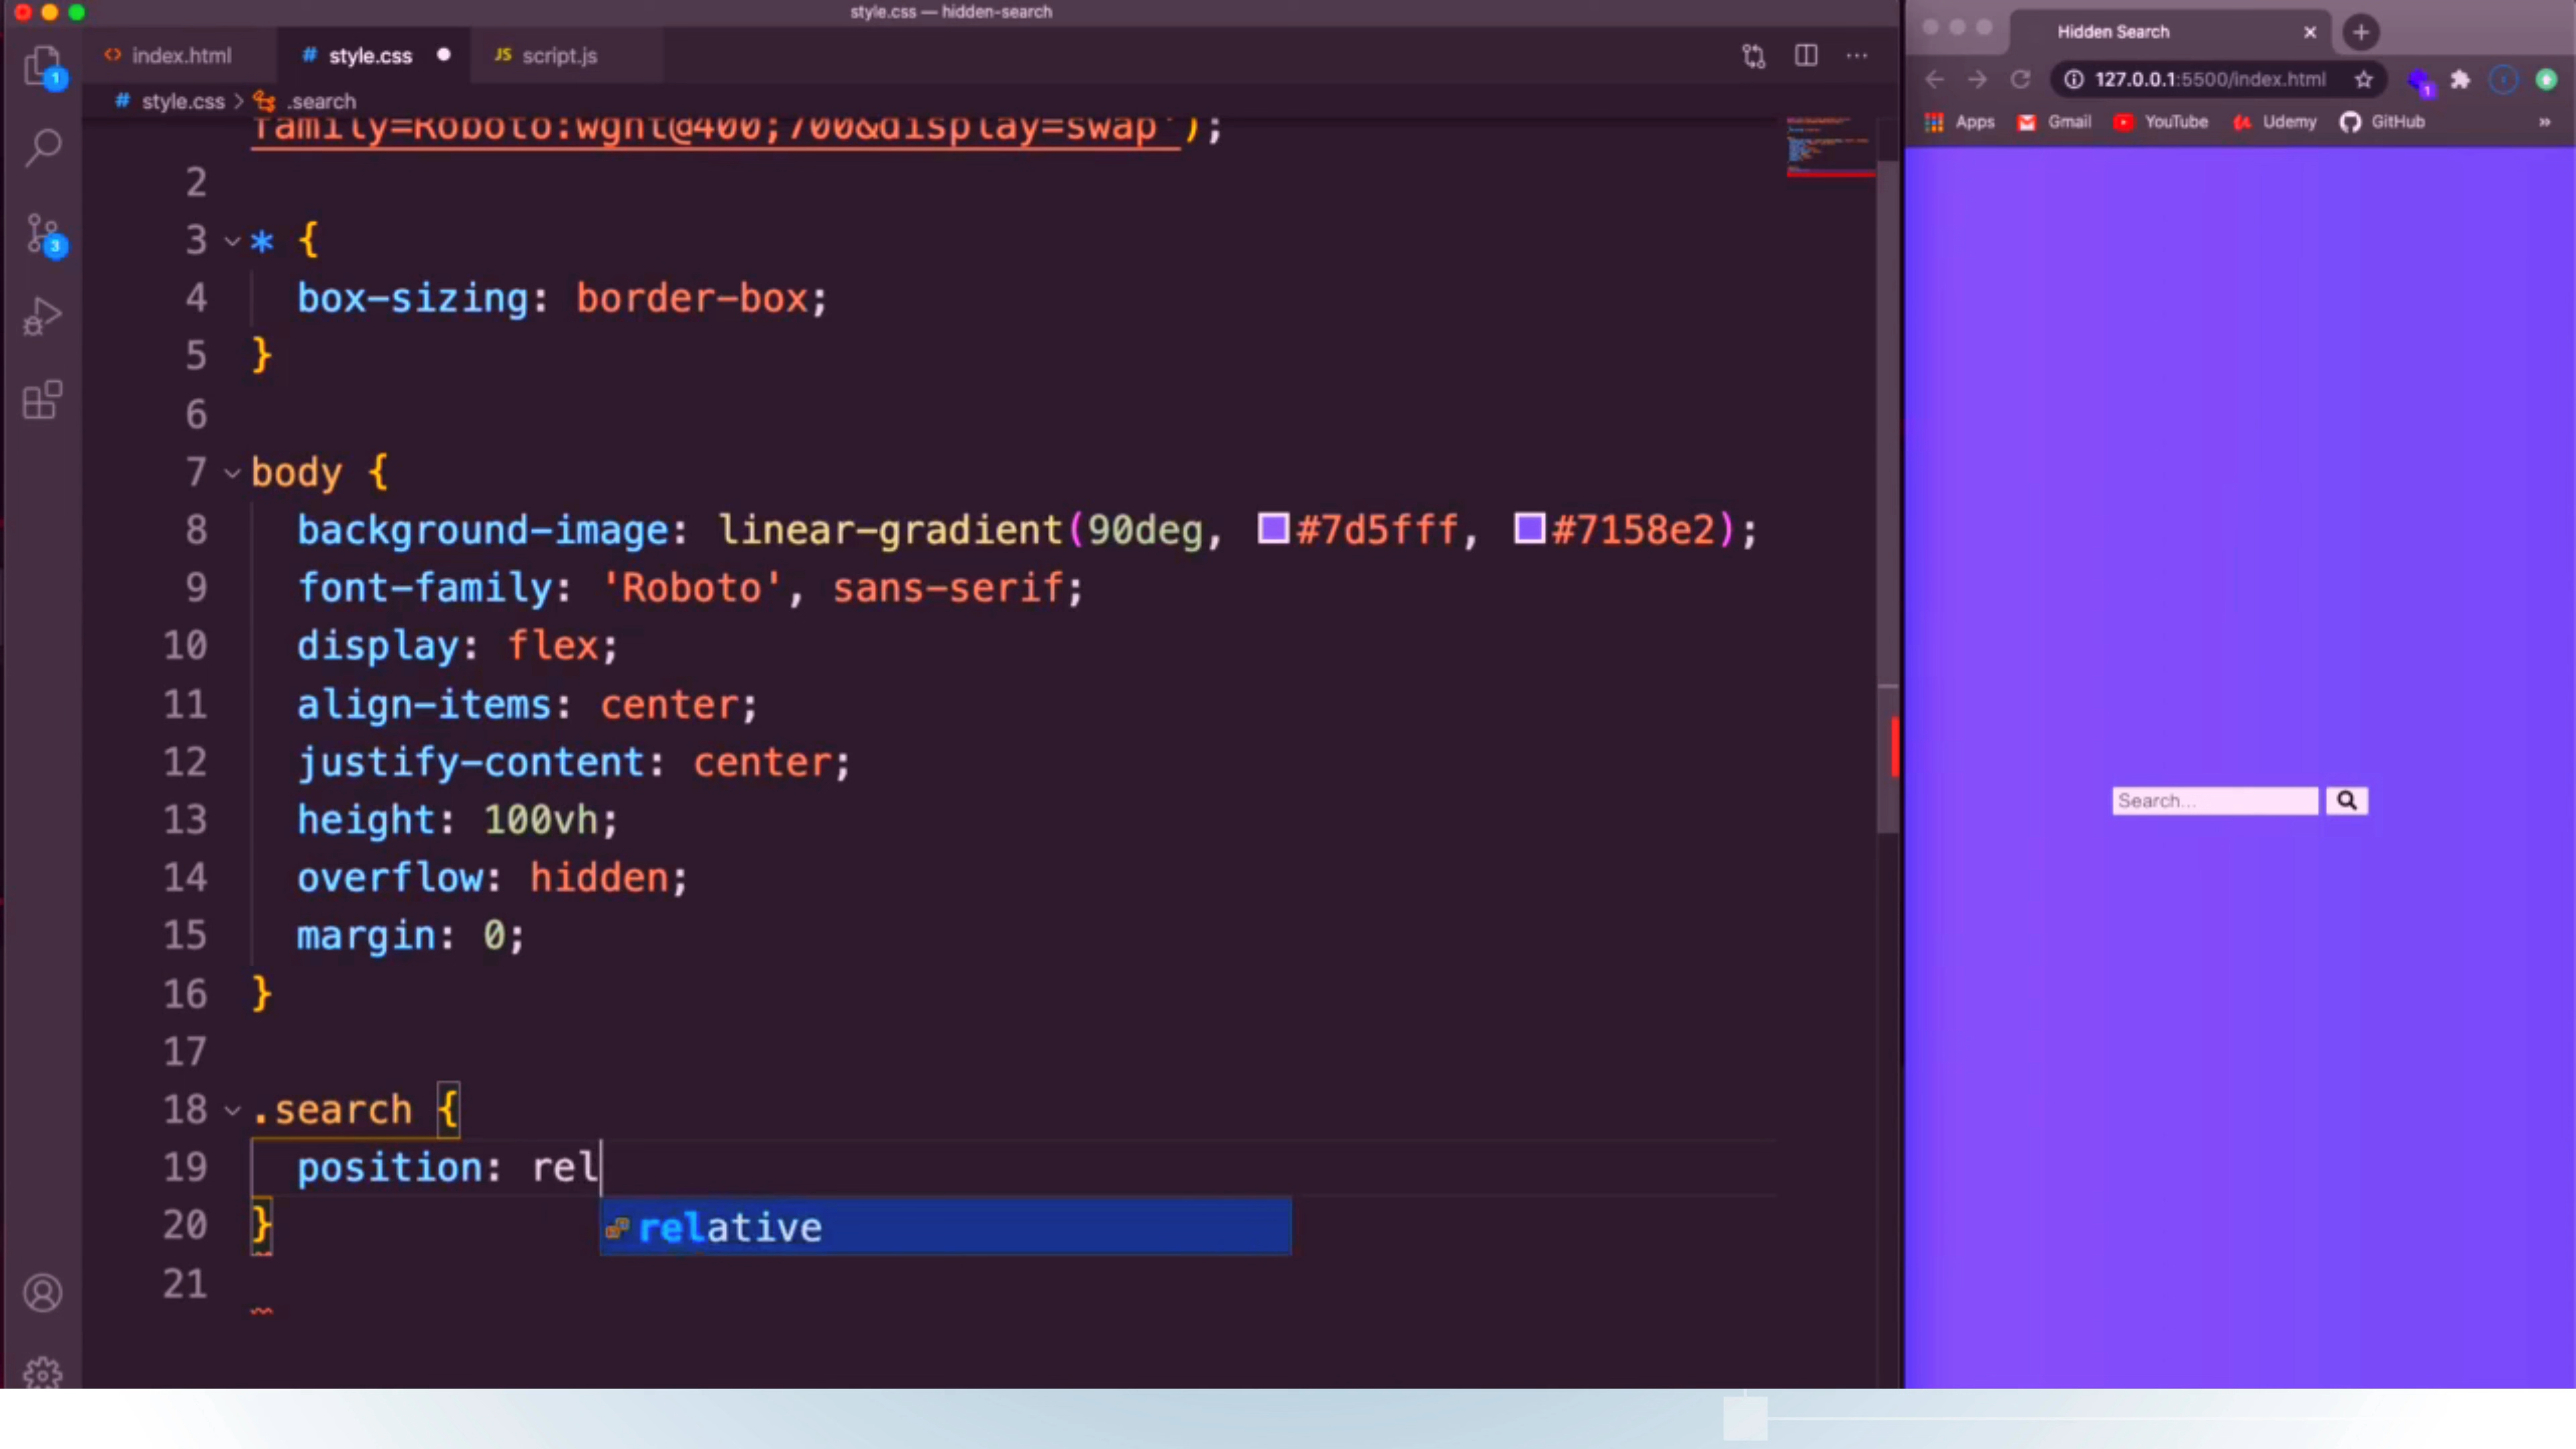 style.css — hidden-search
index.html
style.css
JS script.js
# style.css > .search
family=Roboto:wght@400;700&display=swap');
2
3 * {
4 box-sizing: border-box;
5 }
6
7 body {
8 background-image: linear-gradient(90deg, #7d5fff, #7158e2);
9 font-family: 'Roboto', sans-serif;
10 display: flex;
11 align-items: center;
12 justify-content: center;
13 height: 100vh;
14 overflow: hidden;
15 margin: 0;
16 }
17
18 .search {
19 position: rel
relative
20 }
21
1
3
Hidden Search
127.0.0.1:5500/index.html
1
Apps
Gmail
YouTube
Udemy
GitHub
»
Search...